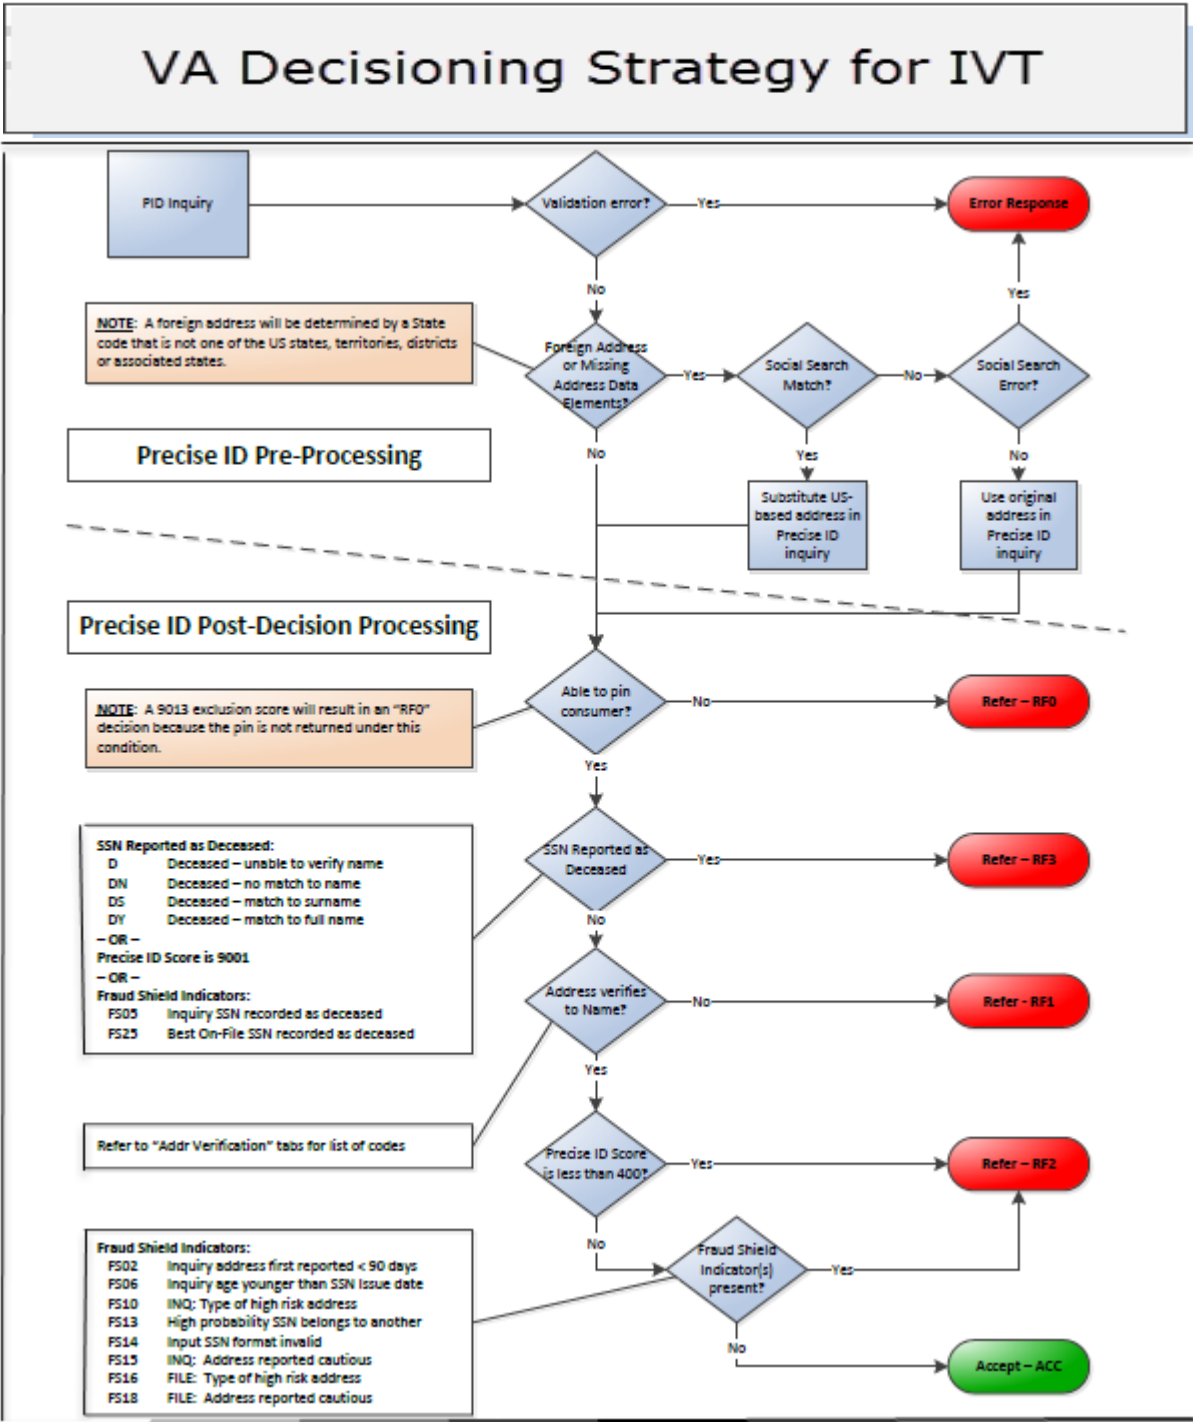 VA Decisioning Strategy for IVT
PID Inquiry
Validation error?
Yes
Error Response
No
Yes
NOTE: A foreign address will be determined by a State
code that is not one of the US states, territories, districts
or associated states.
Foreign Address
or Missing
Address Data
Elements?
Yes
Social Search
Match?
No
Social Search
Error?
Precise ID Pre-Processing
No
Yes
No
Substitute US-
based address in
Precise ID
inquiry
Use original
address in
Precise ID
inquiry
Precise ID Post-Decision Processing
NOTE: A 9013 exclusion score will result in an “RF0”
decision because the pin is not returned under this
condition.
Able to pin
consumer?
No
Refer – RF0
Yes
SSN Reported as Deceased:
D Deceased – unable to verify name
DN Deceased – no match to name
DS Deceased – match to surname
DY Deceased – match to full name
– OR –
Precise ID Score is 9001
– OR –
Fraud Shield Indicators:
FS05 Inquiry SSN recorded as deceased
FS25 Best On-File SSN recorded as deceased
SSN Reported as
Deceased
Yes
Refer – RF3
No
Address verifies
to Name?
No
Refer - RF1
Yes
Refer to “Addr Verification” tabs for list of codes
Precise ID Score
is less than 400?
Yes
Refer – RF2
No
Fraud Shield Indicators:
FS02 Inquiry address first reported < 90 days
FS06 Inquiry age younger than SSN Issue date
FS10 INQ; Type of high risk address
FS13 High probability SSN belongs to another
FS14 Input SSN format invalid
FS15 INQ; Address reported cautious
FS16 FILE: Type of high risk address
FS18 FILE: Address reported cautious
Fraud Shield
Indicator(s)
present?
Yes
No
Accept – ACC